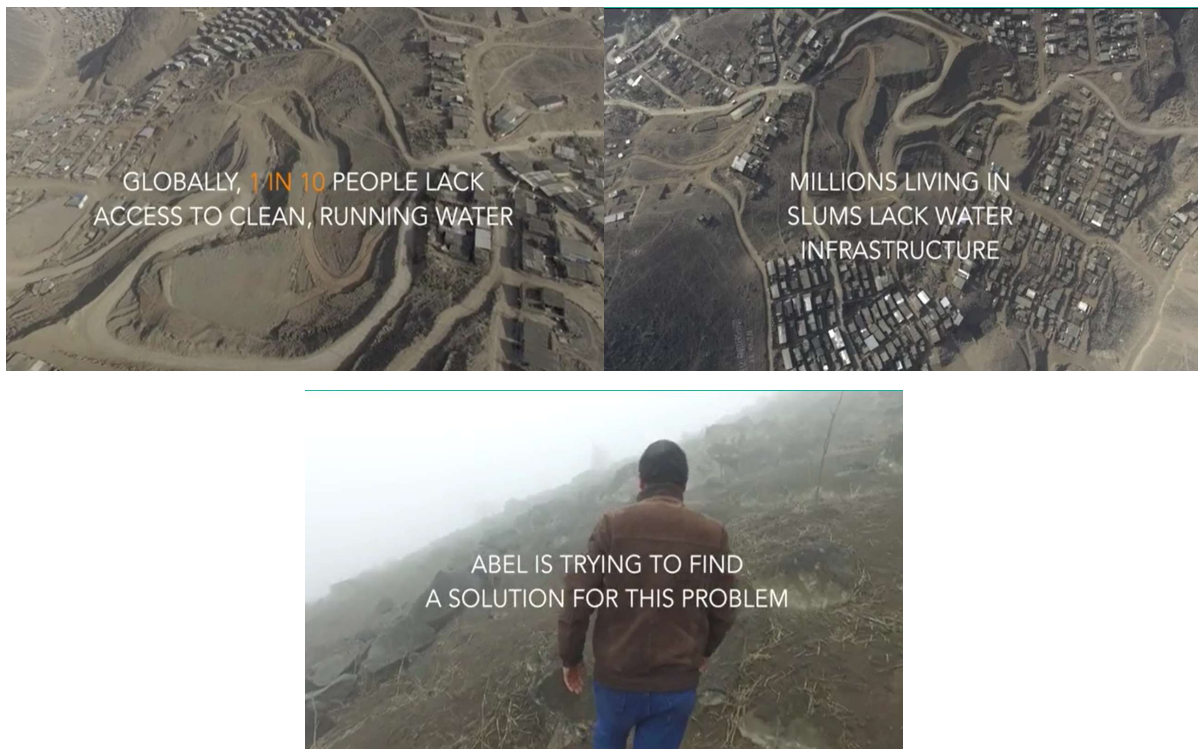 GLOBALLY, 1 IN 10 PEOPLE LACK
ACCESS TO CLEAN, RUNNING WATER
MILLIONS LIVING IN
SLUMS LACK WATER
INFRASTRUCTURE
ABEL IS TRYING TO FIND
A SOLUTION FOR THIS PROBLEM